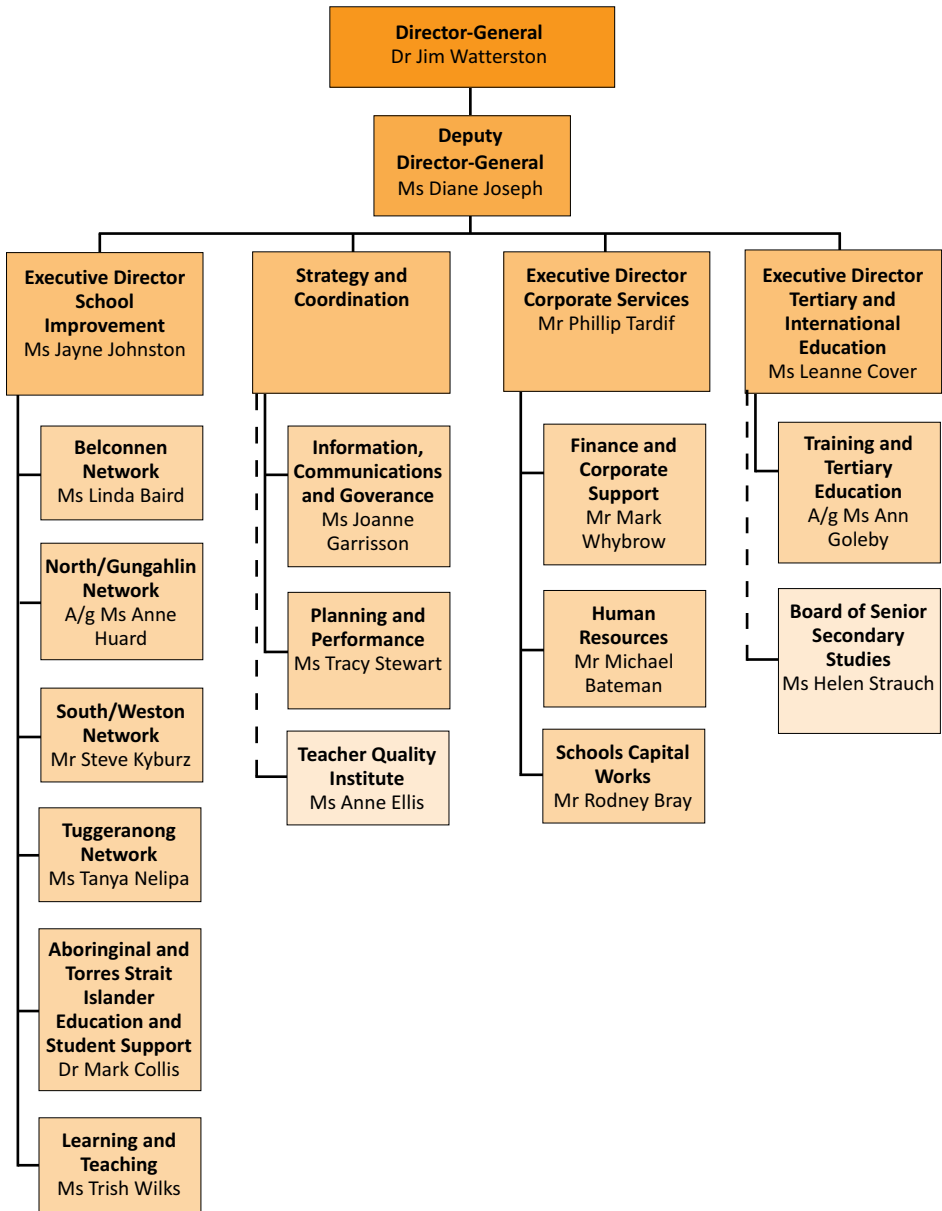 Director-General
Dr Jim Watterston
Deputy
Director-General
Ms Diane Joseph
Executive Director
School
Improvement
Ms Jayne Johnston
Belconnen
Network
Ms Linda Baird
North/Gungahlin
Network
A/g Ms Anne
Huard
South/Weston
Network
Mr Steve Kyburz
Tuggeranong
Network
Ms Tanya Nelipa
Aboringinal and
Torres Strait
Islander
Education and
Student Support
Dr Mark Collis
Learning and
Teaching
Ms Trish Wilks
Strategy and
Coordination
Information,
Communications
and Goverance
Ms Joanne
Garrisson
Planning and
Performance
Ms Tracy Stewart
Teacher Quality
Institute
Ms Anne Ellis
Executive Director
Corporate Services
Mr Phillip Tardif
Finance and
Corporate
Support
Mr Mark
Whybrow
Human
Resources
Mr Michael
Bateman
Schools Capital
Works
Mr Rodney Bray
Executive Director
Tertiary and
International
Education
Ms Leanne Cover
Training and
Tertiary
Education
A/g Ms Ann
Goleby
Board of Senior
Secondary
Studies
Ms Helen Strauch